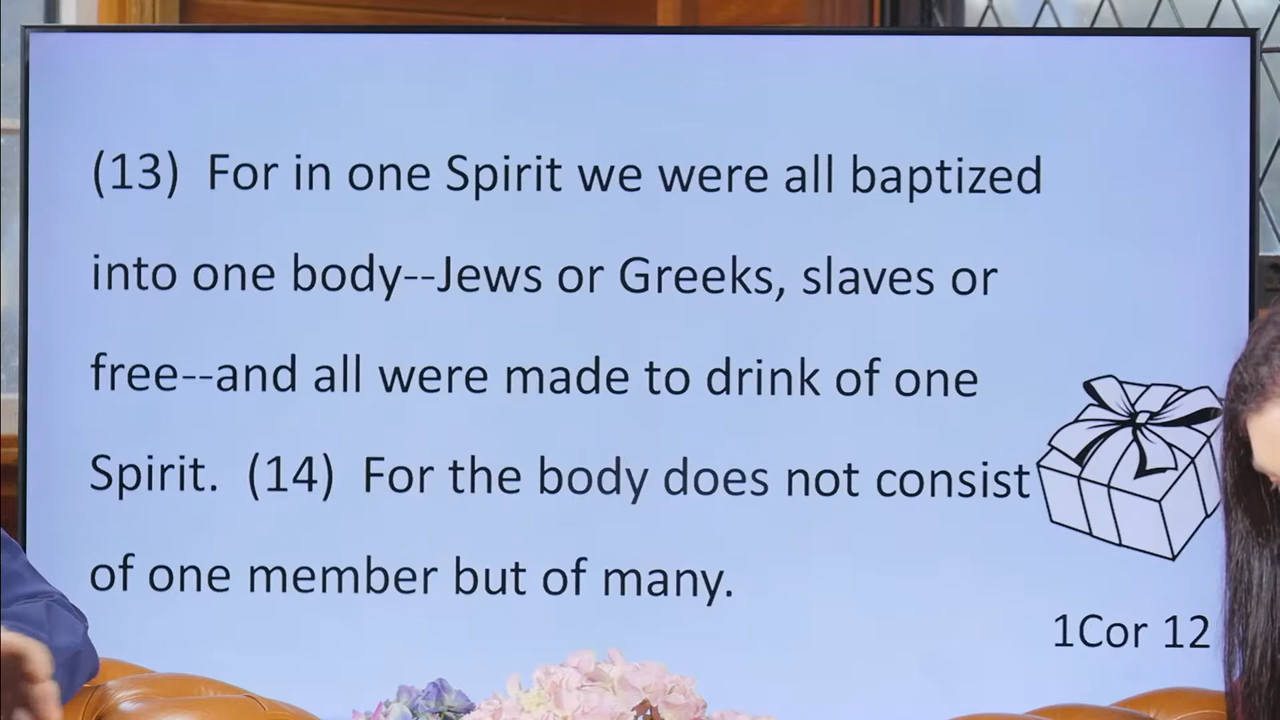 (13)  For in one Spirit we were all baptized
into one body--Jews or Greeks, slaves or
free--and all were made to drink of one
Spirit.  (14)  For the body does not consist
of one member but of many.
1Cor 12